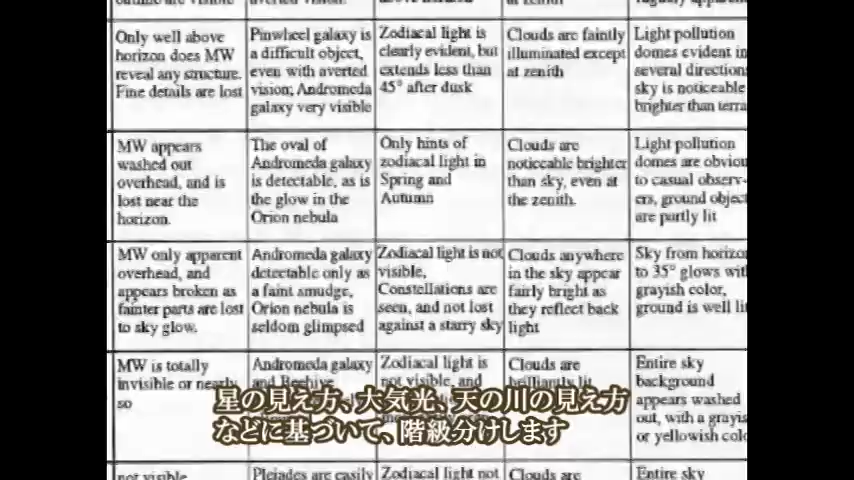 Only well above
horizon does MW
reveal any structure.
Fine details are lost
Pinwheel galaxy is
a difficult object,
even with averted
vision; Andromeda
galaxy very visible
Zodiacal light is
clearly evident, but
extends less than
45° after dusk
Clouds are faintly
illuminated except
at zenith
Light pollution
domes evident in
several direction
sky is noticeable
brighter than terra
MW appears
washed out
overhead, and is
lost near the
horizon.
The oval of
Andromeda galaxy
is detectable, as is
the glow in the
Orion nebula
Only hints of
zodiacal light in
Spring and
Autumn
Clouds are
noticeable brighter
than sky, even at
the zenith.
Light pollution
domes are obviou
to casual observ-
ers, ground objec
are partly lit
MW only apparent
overhead, and
appears broken as
fainter parts are lost
to sky glow.
Andromeda galaxy
detectable only as
a faint smudge,
Orion nebula is
seldom glimpsed
Zodiacal light is not
visible,
Constellations are
seen, and not lost
against a starry sky
Clouds anywhere
in the sky appear
fairly bright as
they reflect back
light
Sky from horizo
to 35° glows wit
grayish color,
ground is well li
MW is totally
invisible or nearly
so
Andromeda galaxy
and Beehive
Zodiacal light is
not visible, and
Clouds are
brilliantly lit
Entire sky
background
appears washed
out, with a grayis
or yellowish colo
星の見え方、大気光、天の川の見え方
などに基づいて、階級分けします
not visible
Pleiades are easily
Zodiacal light not
Clouds are
Entire sky